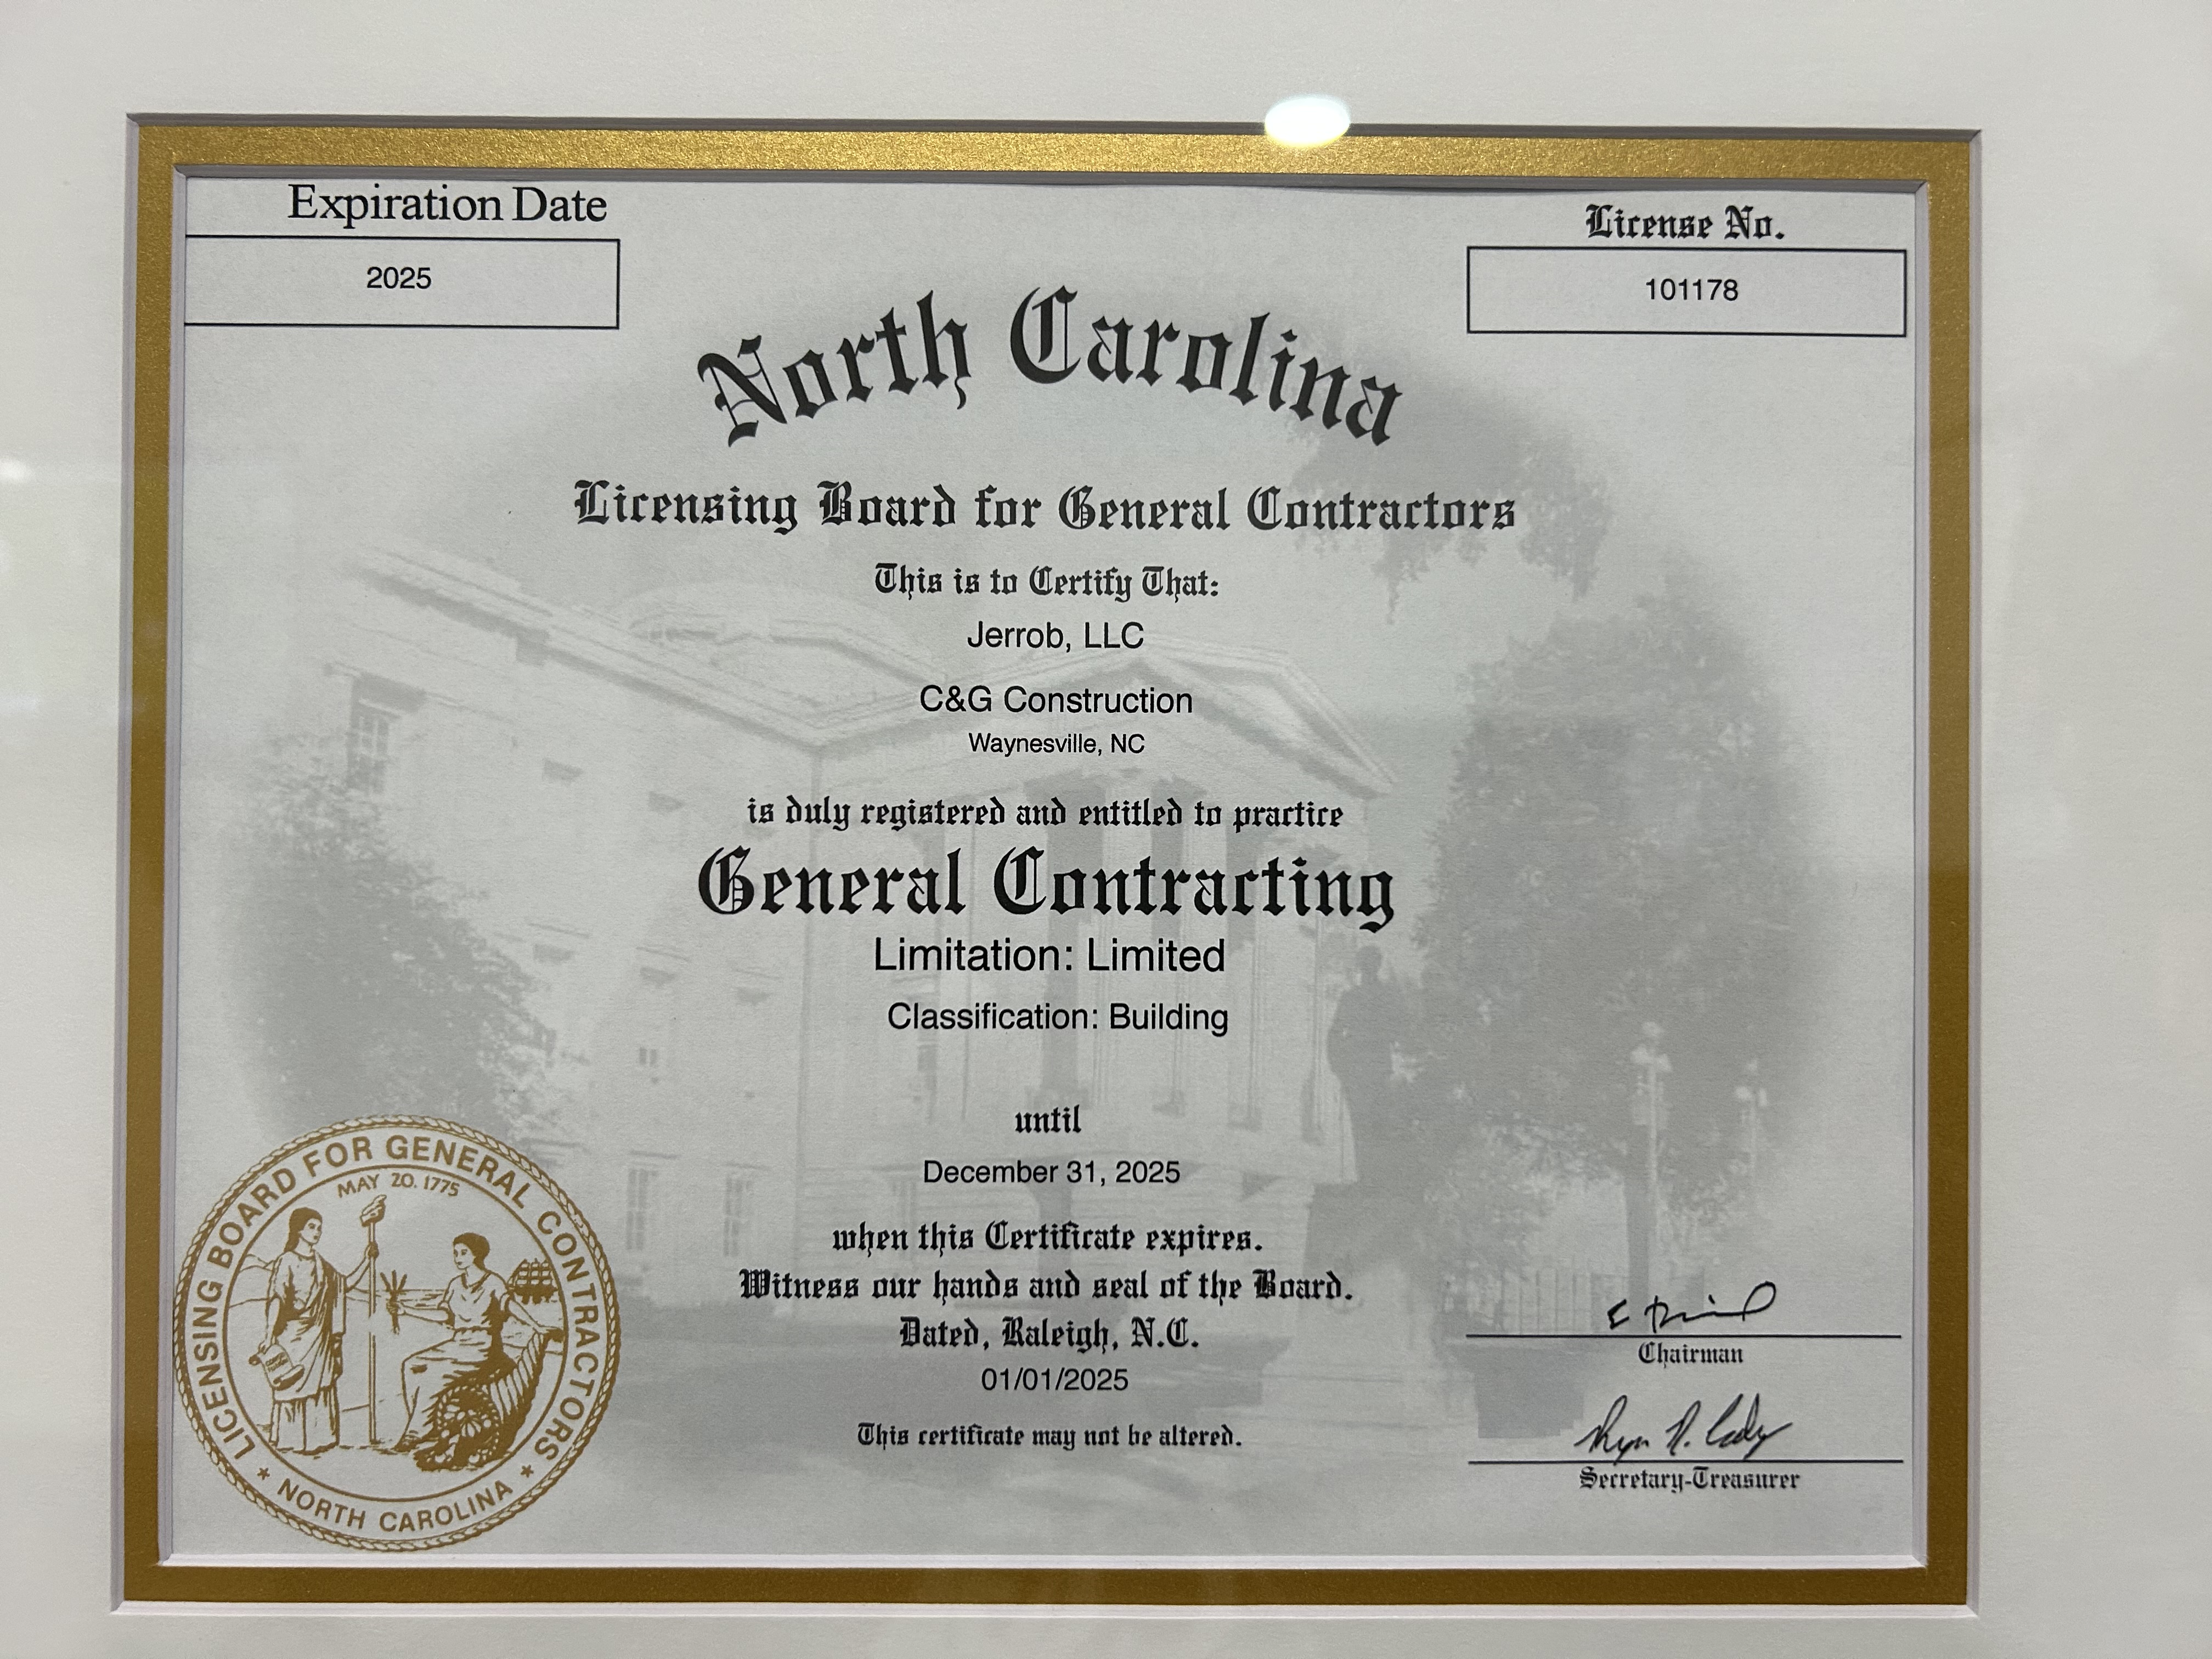 Expiration Date
2025
License No.
101178
North Carolina
Licensing Board for General Contractors
This is to Certify That:
Jerrob, LLC
C&G Construction
Waynesville, NC
is duly registered and entitled to practice
General Contracting
Limitation: Limited
Classification: Building
until
December 31, 2025
when this Certificate expires.
Witness our hands and seal of the Board.
Dated, Raleigh, N.C.
01/01/2025
This certificate may not be altered.
LICENSING BOARD FOR GENERAL CONTRACTORS
MAY 20, 1775
* NORTH CAROLINA *
Chairman
Secretary-Treasurer